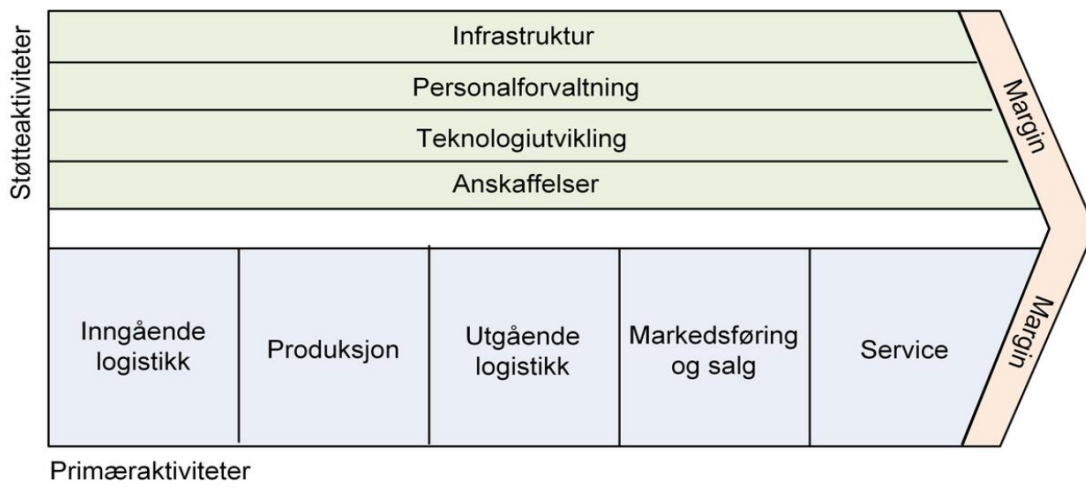 Støtteaktiviteter
Infrastruktur
Personalforvaltning
Teknologiutvikling
Anskaffelser
Margin
Inngående
logistikk
Produksjon
Utgående
logistikk
Markedsføring
og salg
Service
Margin
Primæraktiviteter